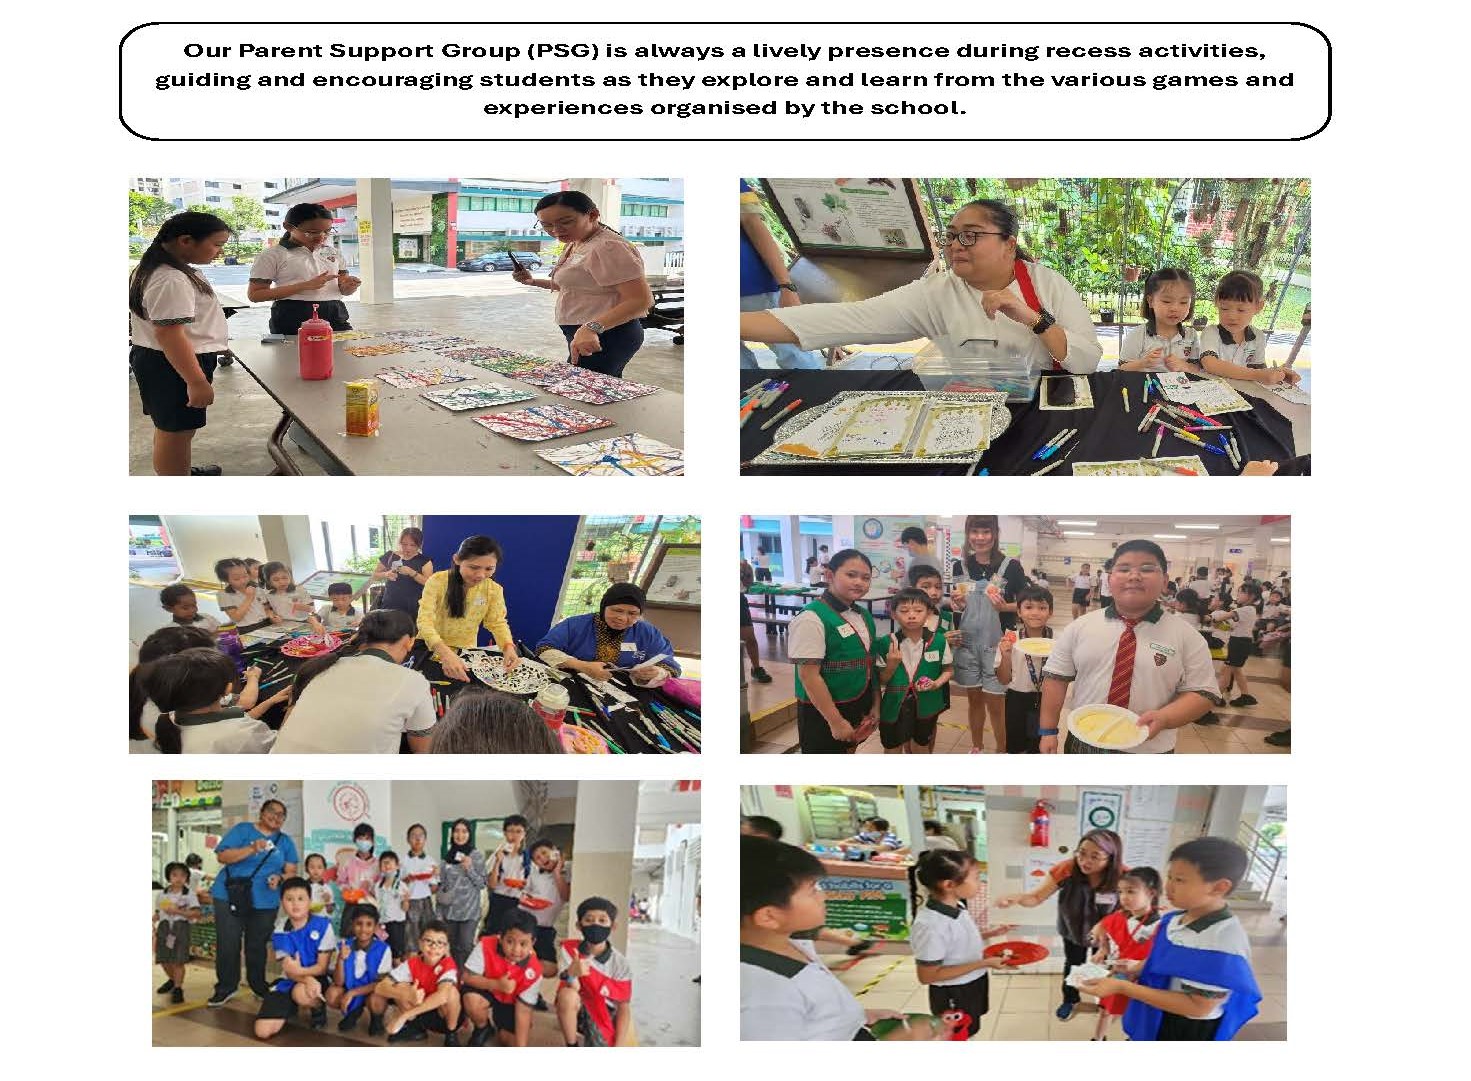 Our Parent Support Group (PSG) is always a lively presence during recess activities,
guiding and encouraging students as they explore and learn from the various games and
experiences organised by the school.